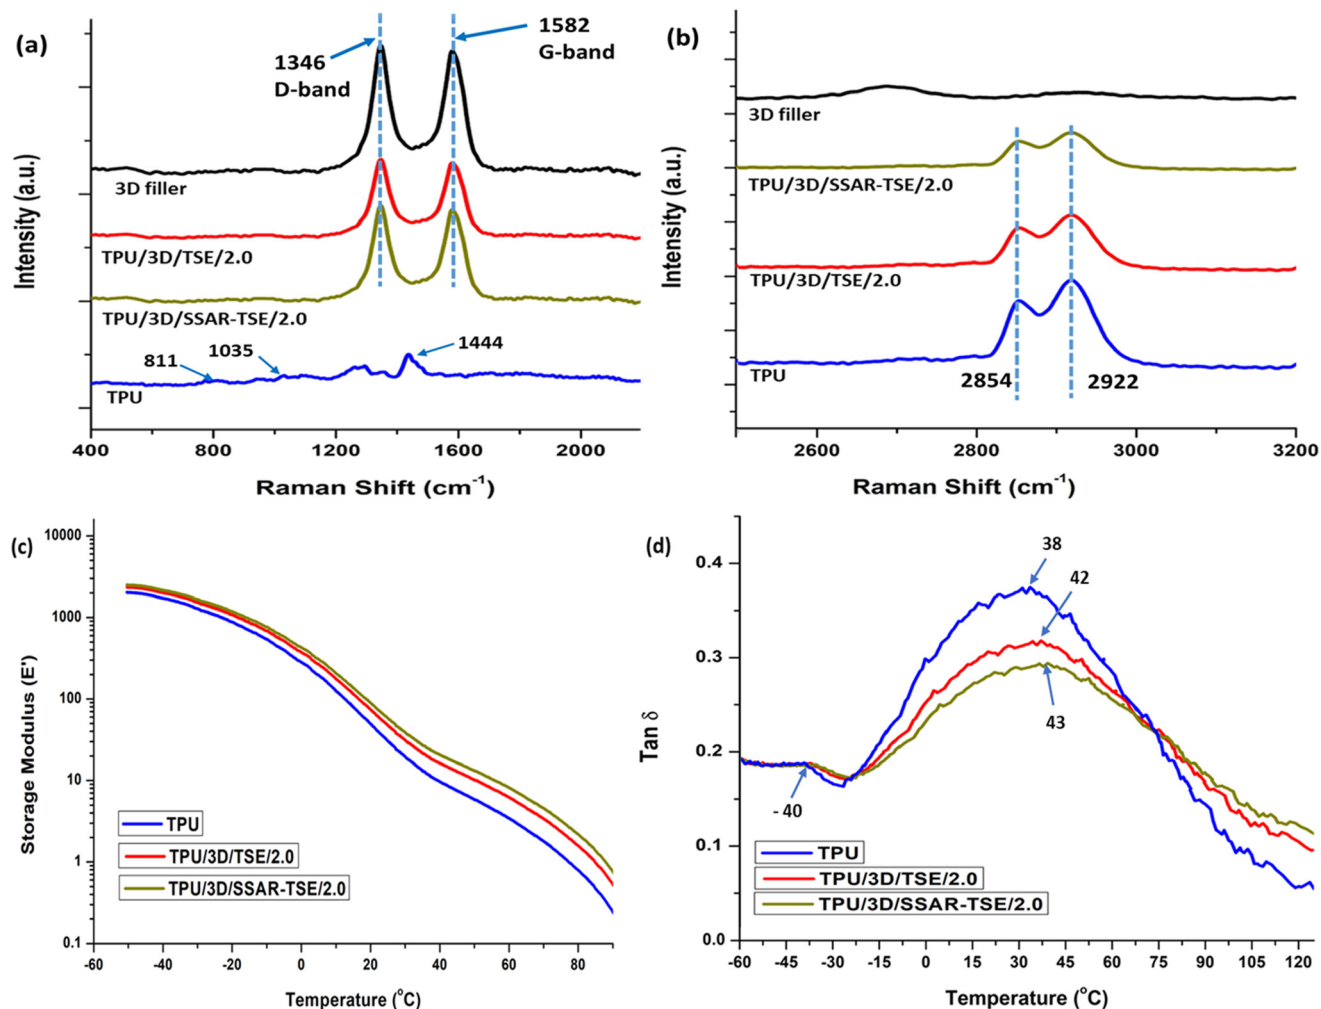 (a)
1346
D-band
1582
G-band
3D filler
TPU/3D/TSE/2.0
TPU/3D/SSAR-TSE/2.0
811
1035
1444
TPU
Intensity (a.u.)
400
800
1200
1600
2000
Raman Shift (cm-1)
(b)
3D filler
TPU/3D/SSAR-TSE/2.0
TPU/3D/TSE/2.0
2854
2922
TPU
Intensity (a.u.)
2600
2800
3000
3200
Raman Shift (cm-1)
(c)
10000
1000
100
10
1
0.1
Storage Modulus (E')
TPU
TPU/3D/TSE/2.0
TPU/3D/SSAR-TSE/2.0
-60
-40
-20
0
20
40
60
80
Temperature (oC)
(d)
38
42
43
- 40
0.4
0.3
0.2
0.1
0.0
Tan δ
TPU
TPU/3D/TSE/2.0
TPU/3D/SSAR-TSE/2.0
-60
-45
-30
-15
0
15
30
45
60
75
90
105
120
Temperature (oC)